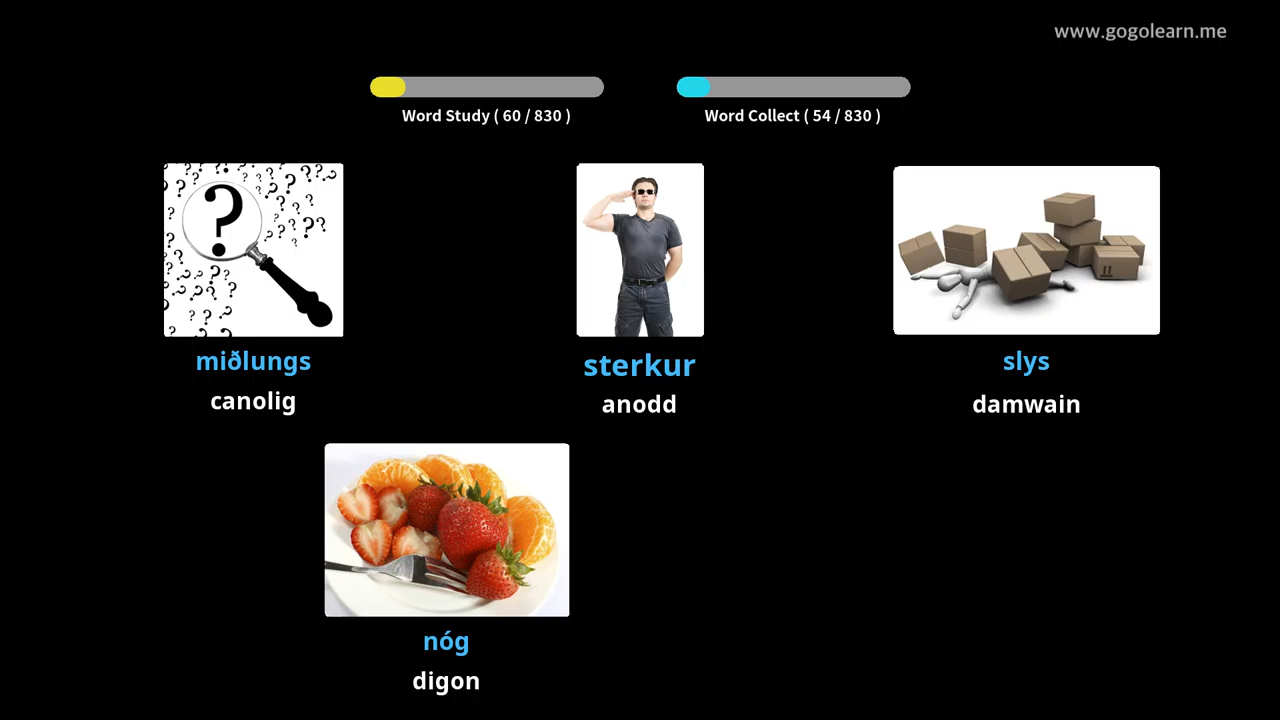 www.gogolearn.me
Word Study ( 60 / 830 )
Word Collect ( 54 / 830 )
miðlungs
canolig
sterkur
anodd
slys
damwain
nóg
digon